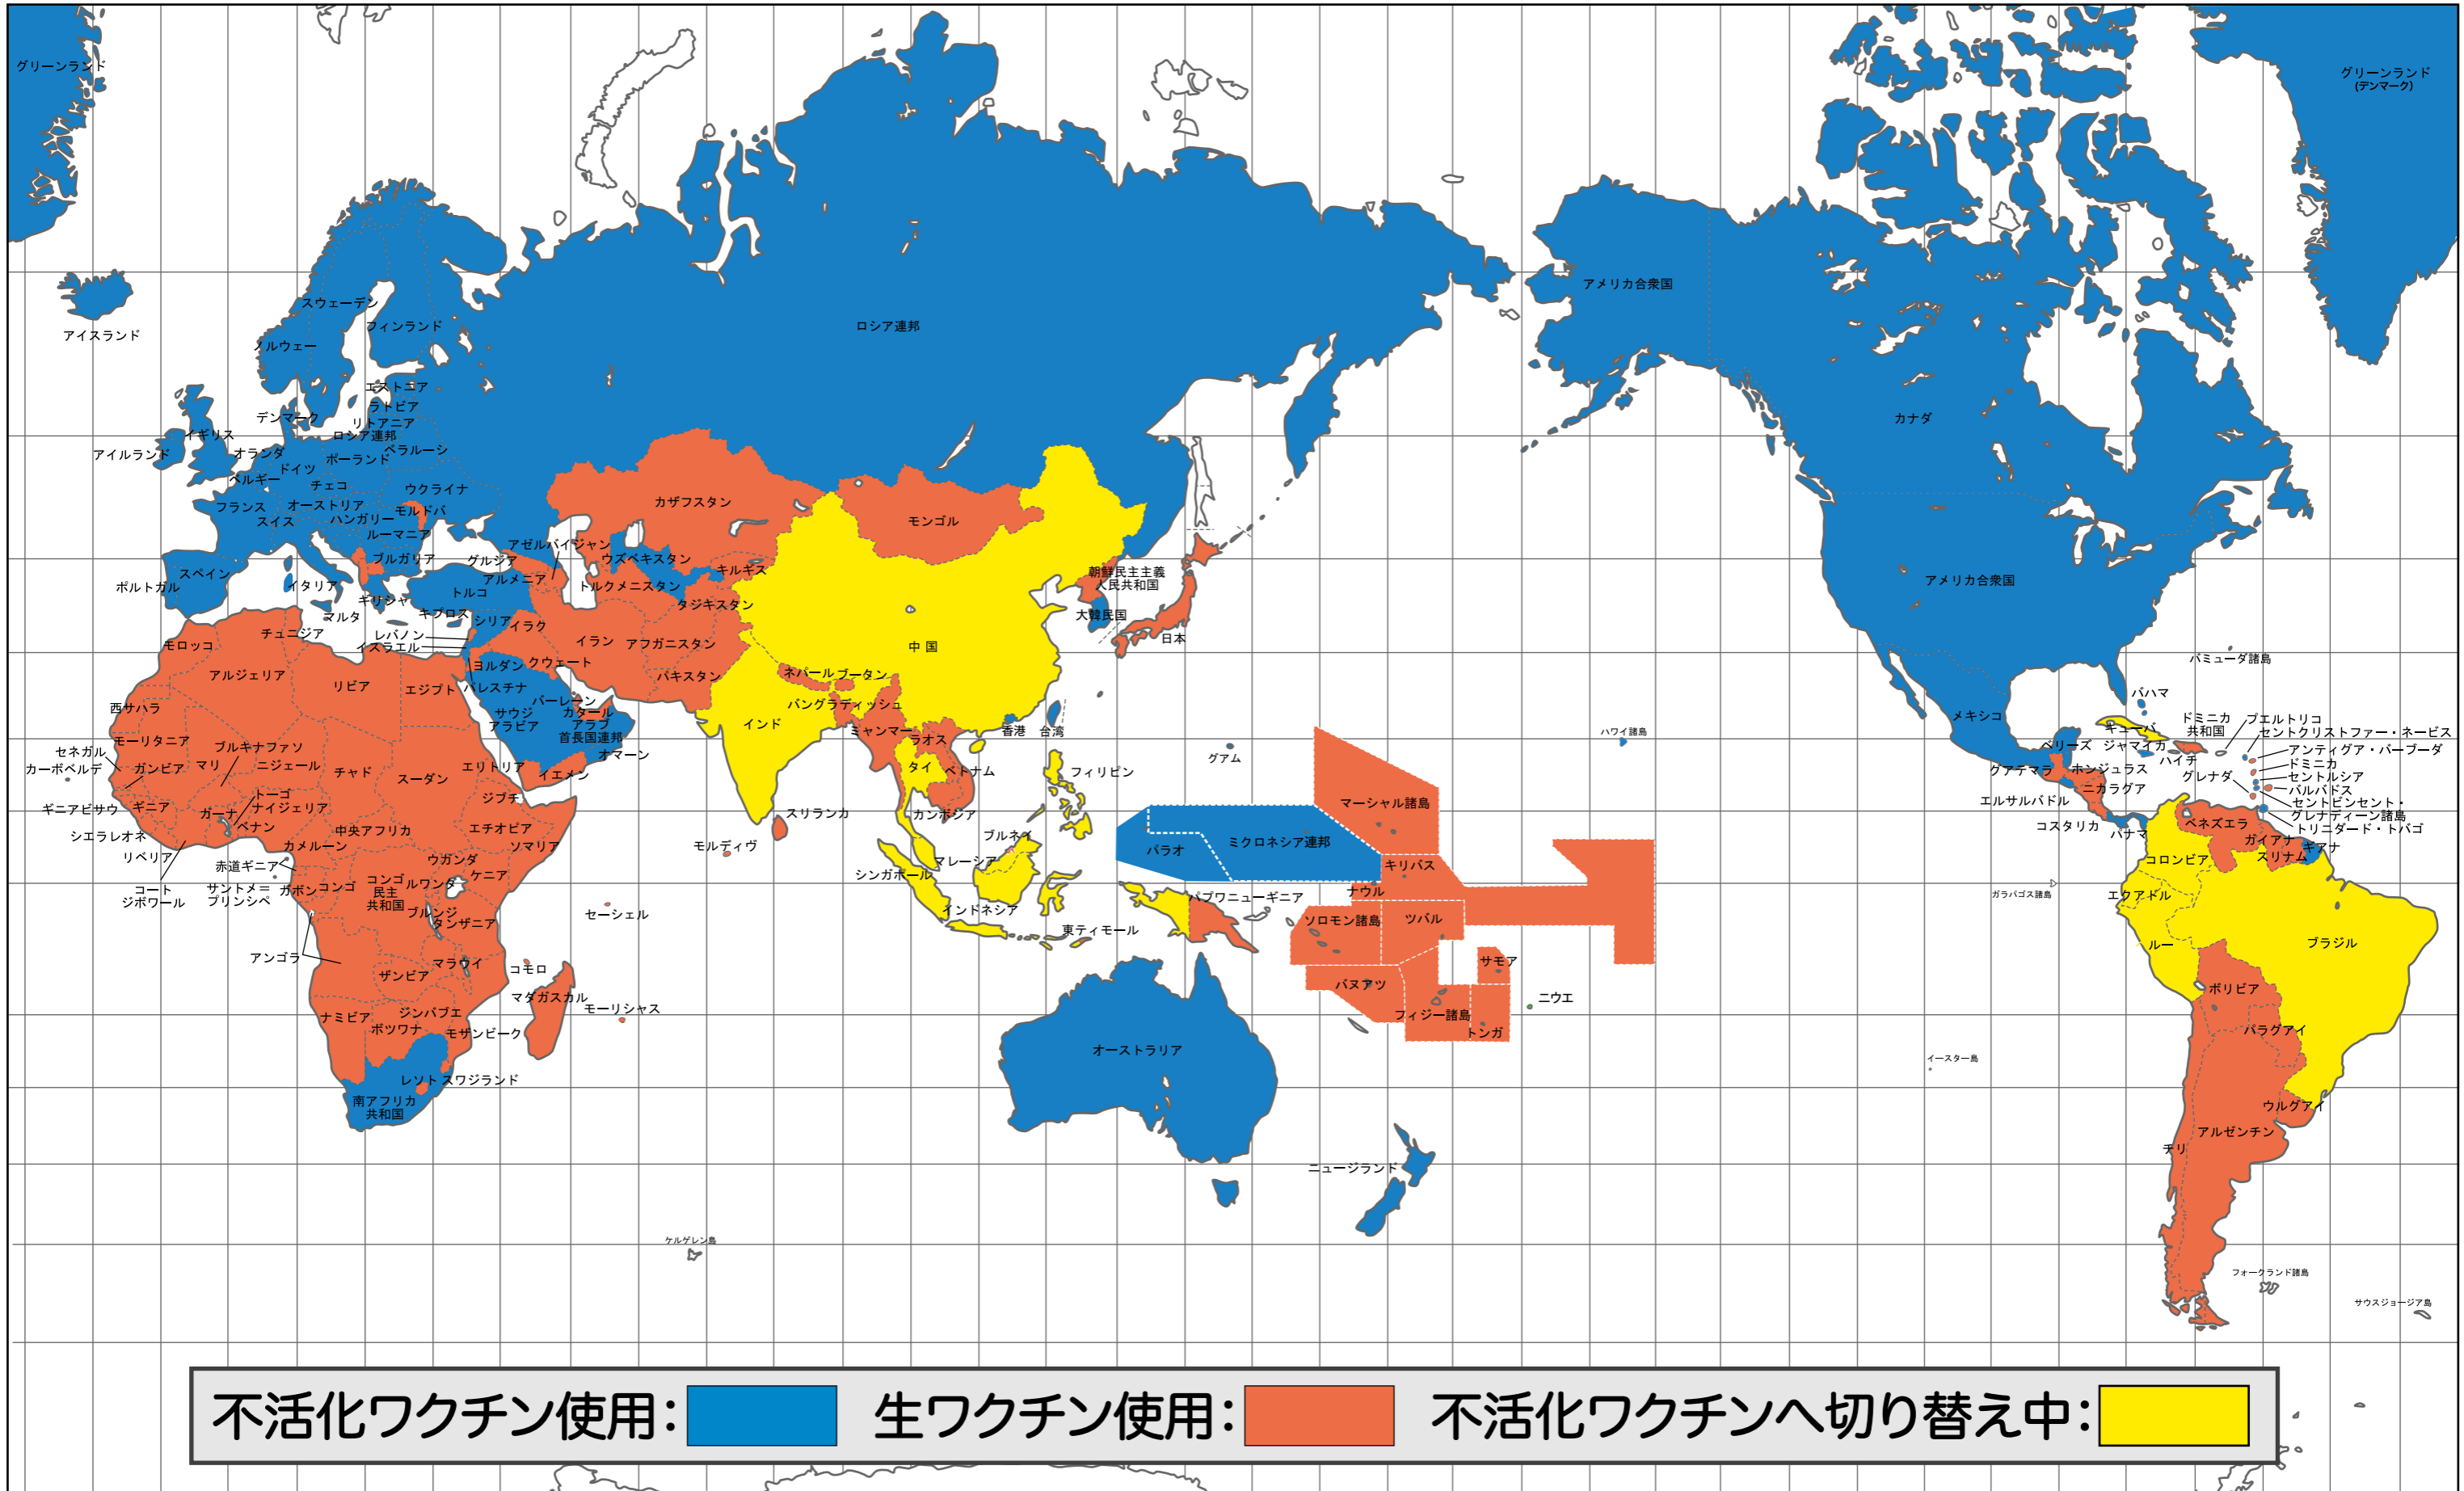 グリーンランド
グリーンランド
(デンマーク)
アイスランド
スウェーデン
フィンランド
ノルウェー
ロシア連邦
アメリカ合衆国
カナダ
エストニア
ラトビア
リトアニア
ロシア連邦
デンマーク
イギリス
アイルランド
オランダ
ベルギー
ドイツ
ポーランド
ベラルーシ
チェコ
ウクライナ
フランス
オーストリア
スイス
ハンガリー
モルドバ
ルーマニア
ブルガリア
ポルトガル
スペイン
イタリア
マルタ
ギリシャ
キプロス
トルコ
グルジア
アゼルバイジャン
アルメニア
カザフスタン
ウズベキスタン
トルクメニスタン
キルギス
タジキスタン
モンゴル
中国
朝鮮民主主義
人民共和国
大韓民国
日本
シリア
レバノン
イスラエル
イラク
イラン
アフガニスタン
パキスタン
ヨルダン
クウェート
パレスチナ
バーレーン
カタール
サウジ
アラビア
アラブ
首長国連邦
オマーン
イエメン
ネパール
ブータン
バングラディッシュ
インド
ミャンマー
ラオス
タイ
ベトナム
カンボジア
香港
台湾
フィリピン
スリランカ
モルディヴ
ブルネイ
マレーシア
シンガポール
インドネシア
東ティモール
パプワニューギニア
モロッコ
チュニジア
アルジェリア
リビア
エジプト
西サハラ
モーリタニア
セネガル
カーボベルデ
ガンビア
マリ
ブルキナファソ
ニジェール
チャド
スーダン
エリトリア
ジブチ
ギニアビサウ
ギニア
シエラレオネ
リベリア
コート
ジボワール
ガーナ
トーゴ
ベナン
ナイジェリア
中央アフリカ
カメルーン
エチオピア
ソマリア
赤道ギニア
サントメ=
プリンシペ
ガボン
コンゴ
コンゴ
民主
共和国
ウガンダ
ルワンダ
ケニア
ブルンジ
タンザニア
アンゴラ
ザンビア
マラウイ
コモロ
セーシェル
マダガスカル
モーリシャス
ナミビア
ジンバブエ
ボツワナ
モザンビーク
レソト
スワジランド
南アフリカ
共和国
グアム
ハワイ諸島
マーシャル諸島
ミクロネシア連邦
パラオ
キリバス
ナウル
ソロモン諸島
ツバル
サモア
バヌアツ
フィジー諸島
トンガ
ニウエ
オーストラリア
ニュージランド
ケルゲレン島
アメリカ合衆国
バミューダ諸島
メキシコ
バハマ
キューバ
ドミニカ
共和国
プエルトリコ
セントクリストファー・ネービス
アンティグア・バーブーダ
ドミニカ
セントルシア
バルバドス
セントビンセント・
グレナディーン諸島
トリニダード・トバゴ
ベリーズ
ジャマイカ
ハイチ
グレナダ
グアテマラ
ホンジュラス
ニカラグア
エルサルバドル
コスタリカ
パナマ
ベネズエラ
ガイアナ
スリナム
ギアナ
コロンビア
ガラパゴス諸島
エクアドル
ルー
ブラジル
ボリビア
パラグアイ
イースター島
ウルグアイ
アルゼンチン
チリ
フォークランド諸島
サウスジョージア島
不活化ワクチン使用: 生ワクチン使用: 不活化ワクチンへ切り替え中: